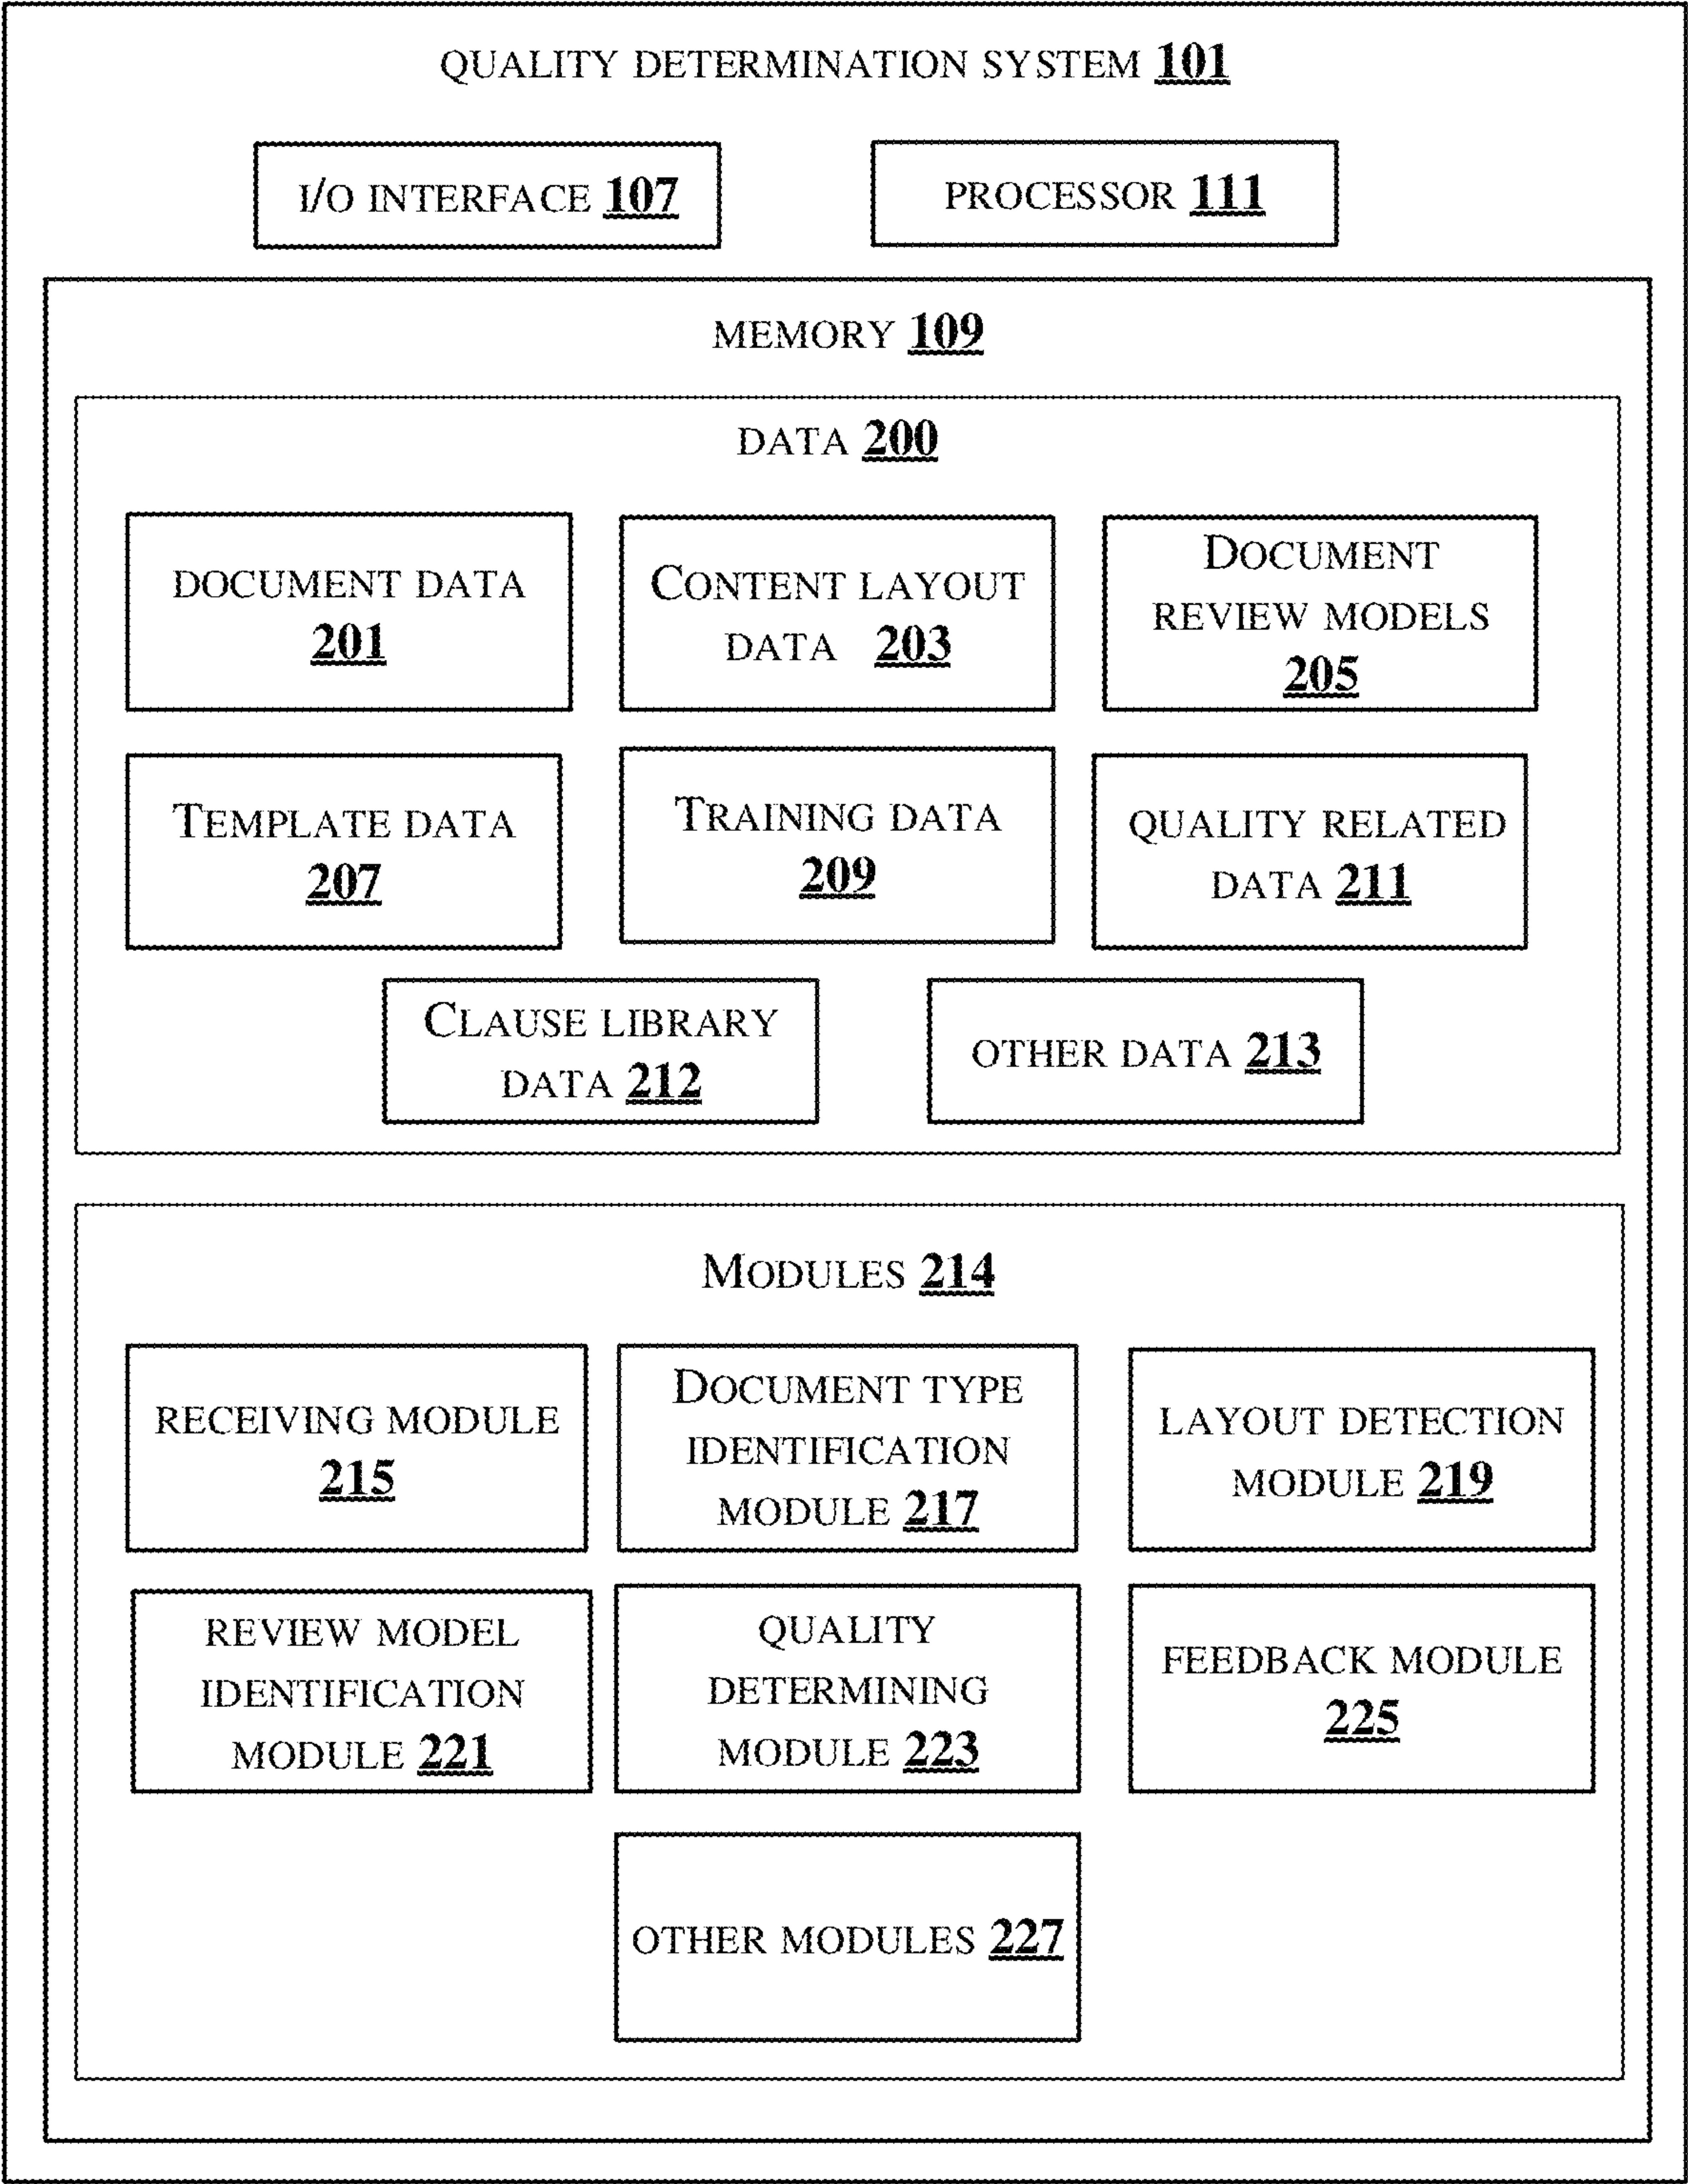 QUALITY DETERMINATION SYSTEM 101
I/O INTERFACE 107
PROCESSOR 111
MEMORY 109
DATA 200
DOCUMENT DATA
201
CONTENT LAYOUT
DATA 203
DOCUMENT
REVIEW MODELS
205
TEMPLATE DATA
207
TRAINING DATA
209
QUALITY RELATED
DATA 211
CLAUSE LIBRARY
DATA 212
OTHER DATA 213
MODULES 214
RECEIVING MODULE
215
DOCUMENT TYPE
IDENTIFICATION
MODULE 217
LAYOUT DETECTION
MODULE 219
REVIEW MODEL
IDENTIFICATION
MODULE 221
QUALITY
DETERMINING
MODULE 223
FEEDBACK MODULE
225
OTHER MODULES 227